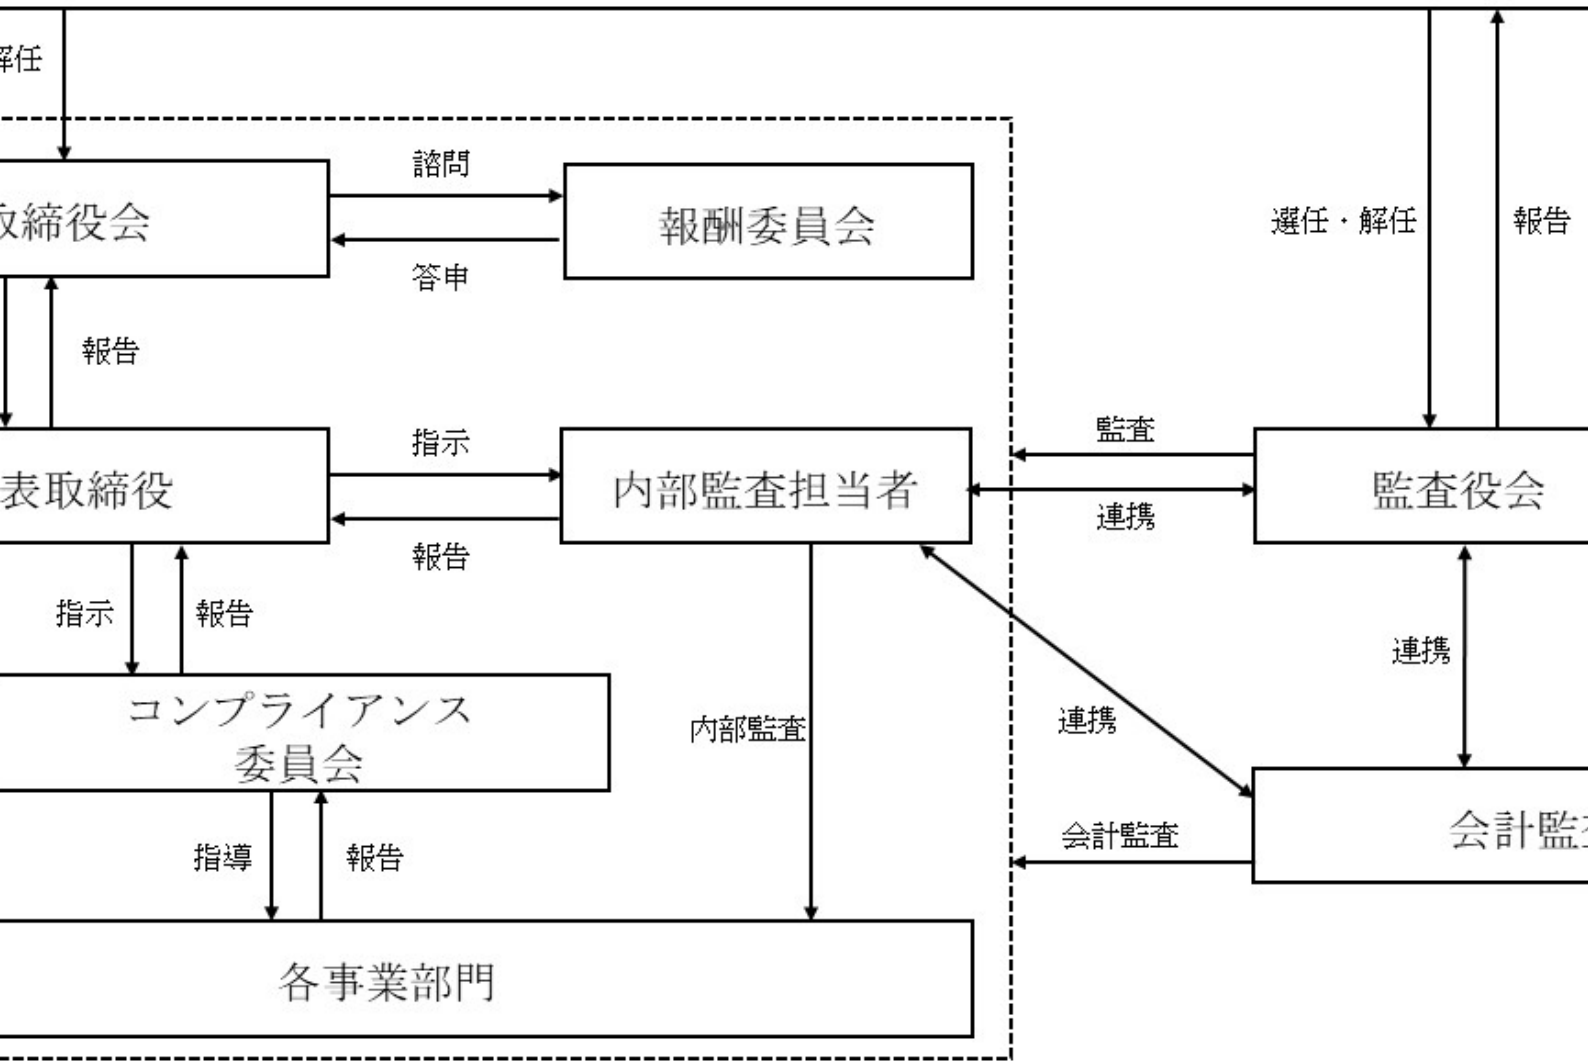 解任
諮問
取締役会
報酬委員会
選任・解任
報告
答申
報告
監査
指示
表取締役
内部監査担当者
監査役会
連携
報告
指示
報告
連携
コンプライアンス
委員会
内部監査
連携
会計監査
指導
報告
会計監
各事業部門